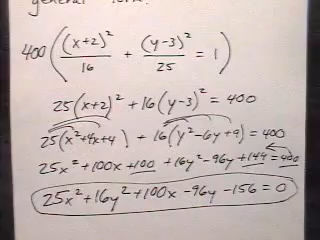 general form.
400((x+2)²/16 + (y-3)²/25 = 1)
25(x+2)² + 16(y-3)² = 400
25(x²+4x+4) + 16(y²-6y+9) = 400
25x²+100x+100+16y²-96y+144=400
25x²+16y²+100x-96y-156=0